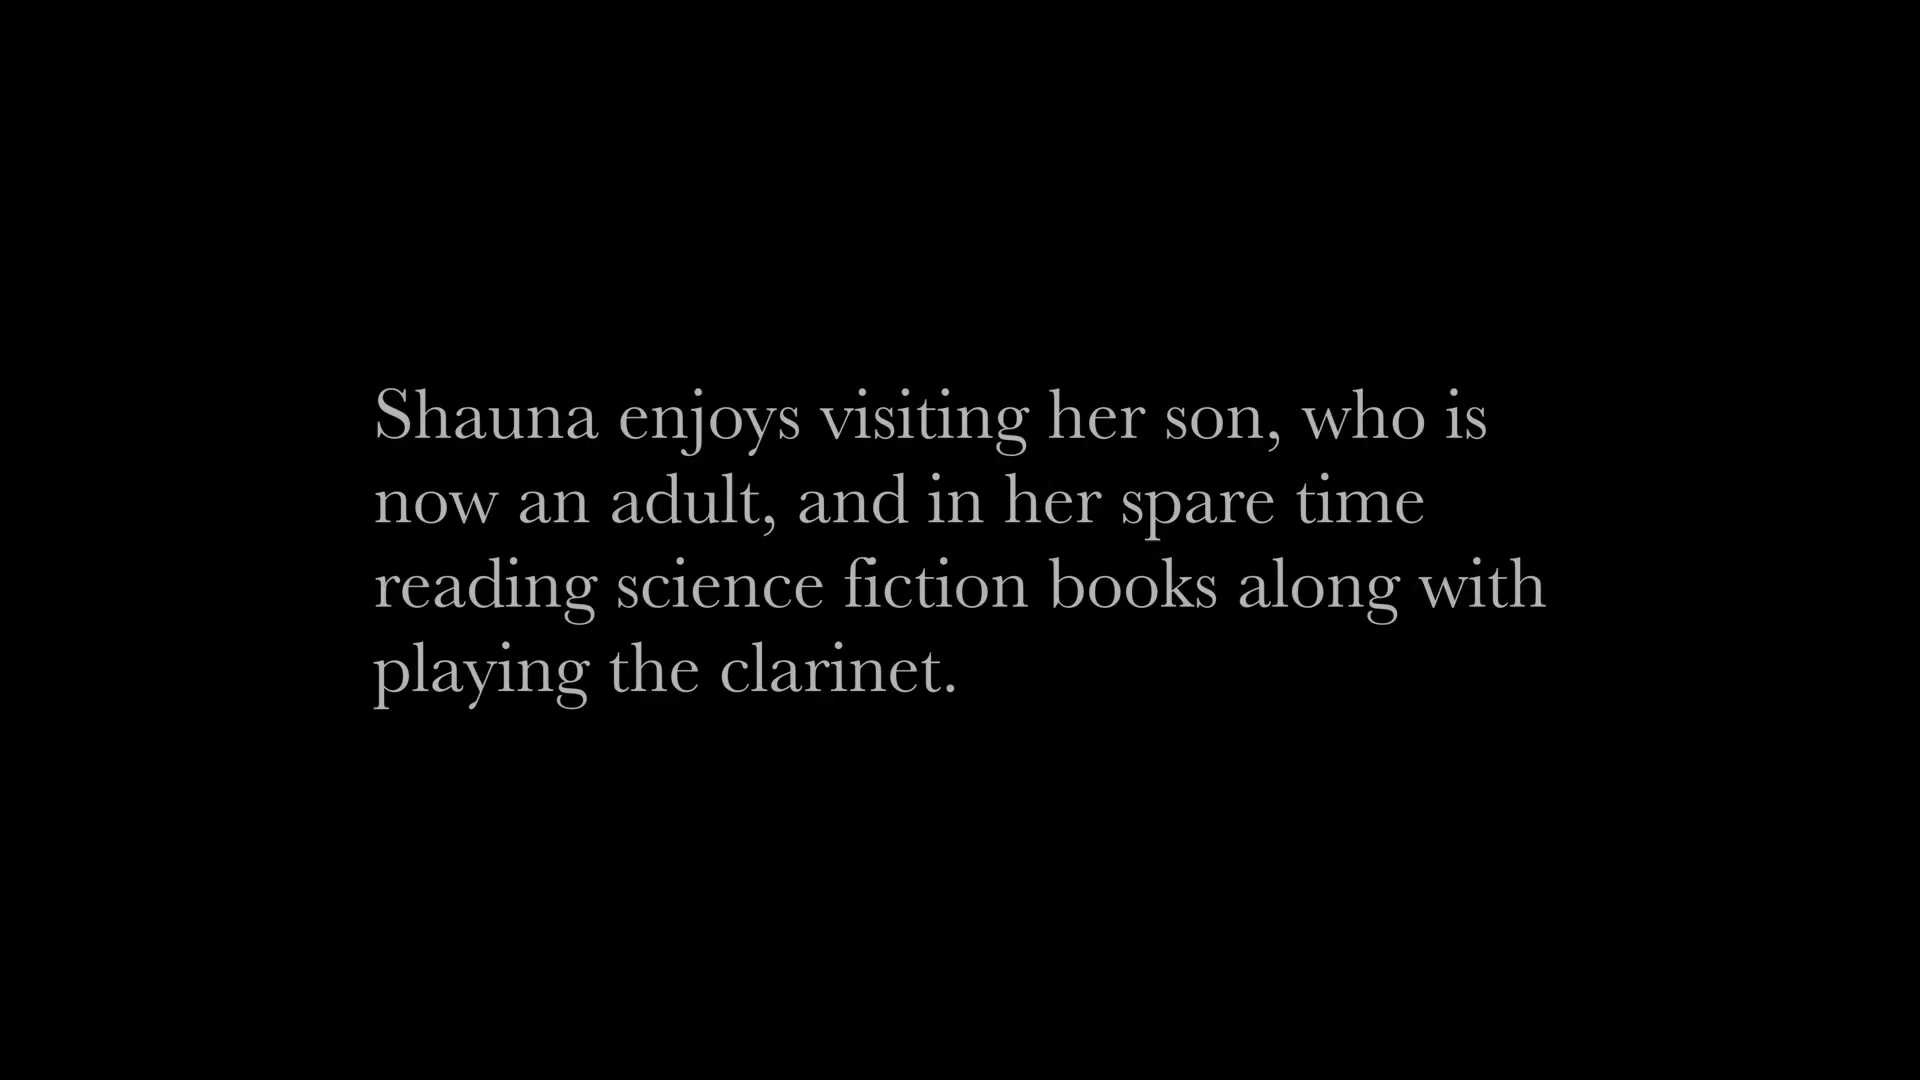 Shauna enjoys visiting her son, who is
now an adult, and in her spare time
reading science fiction books along with
playing the clarinet.